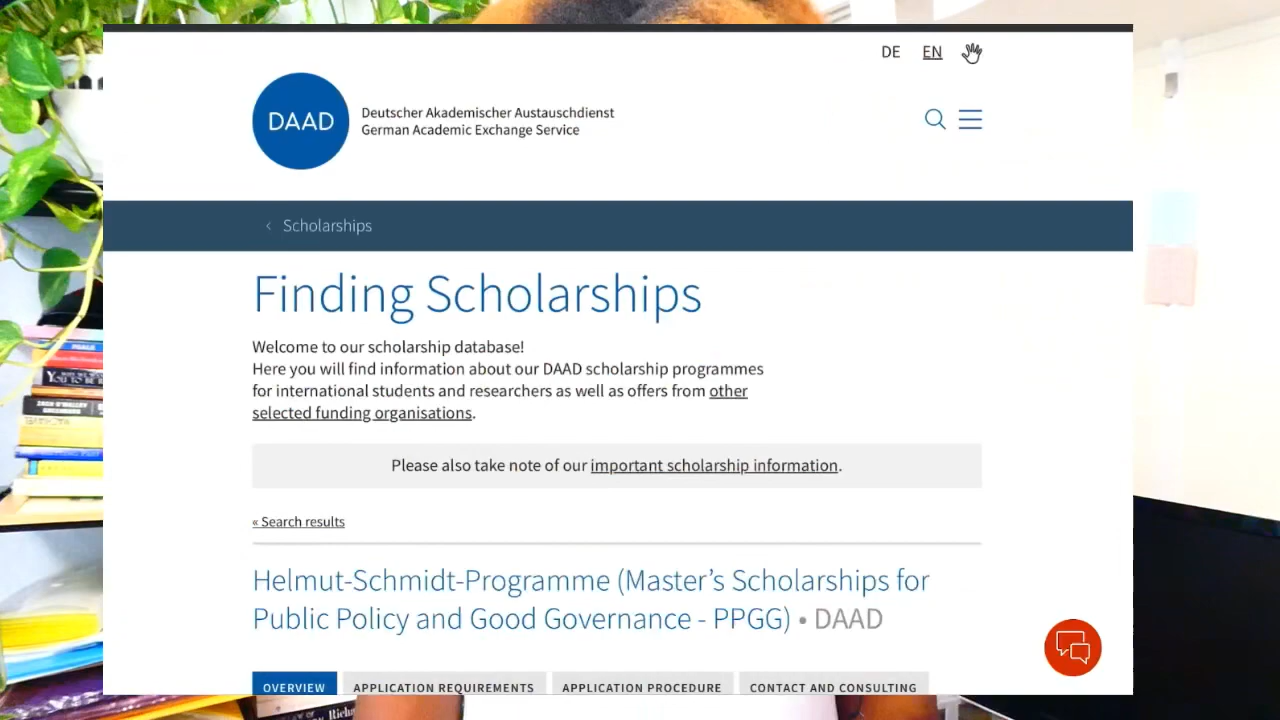 DE EN
DAAD
Deutscher Akademischer Austauschdienst
German Academic Exchange Service
‹ Scholarships
Finding Scholarships
Welcome to our scholarship database!
Here you will find information about our DAAD scholarship programmes
for international students and researchers as well as offers from other
selected funding organisations.
Please also take note of our important scholarship information.
« Search results
Helmut-Schmidt-Programme (Master’s Scholarships for
Public Policy and Good Governance - PPGG) • DAAD
OVERVIEW APPLICATION REQUIREMENTS APPLICATION PROCEDURE CONTACT AND CONSULTING